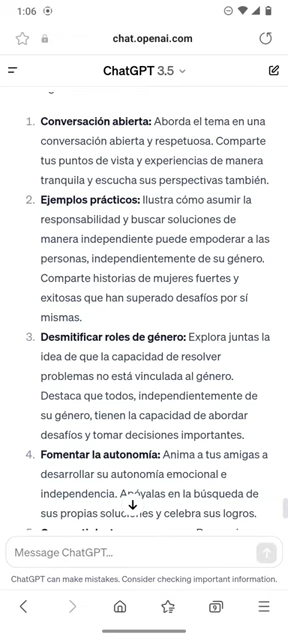 1:06
chat.openai.com
ChatGPT 3.5
1. Conversación abierta: Aborda el tema en una
conversación abierta y respetuosa. Comparte
tus puntos de vista y experiencias de manera
tranquila y escucha sus perspectivas también.
2. Ejemplos prácticos: Ilustra cómo asumir la
responsabilidad y buscar soluciones de
manera independiente puede empoderar a las
personas, independientemente de su género.
Comparte historias de mujeres fuertes y
exitosas que han superado desafíos por sí
mismas.
3. Desmitificar roles de género: Explora juntas la
idea de que la capacidad de resolver
problemas no está vinculada al género.
Destaca que todos, independientemente de
su género, tienen la capacidad de abordar
desafíos y tomar decisiones importantes.
4. Fomentar la autonomía: Anima a tus amigas a
desarrollar su autonomía emocional e
independencia. Apóyalas en la búsqueda de
sus propias soluciones y celebra sus logros.
Message ChatGPT...
ChatGPT can make mistakes. Consider checking important information.
9